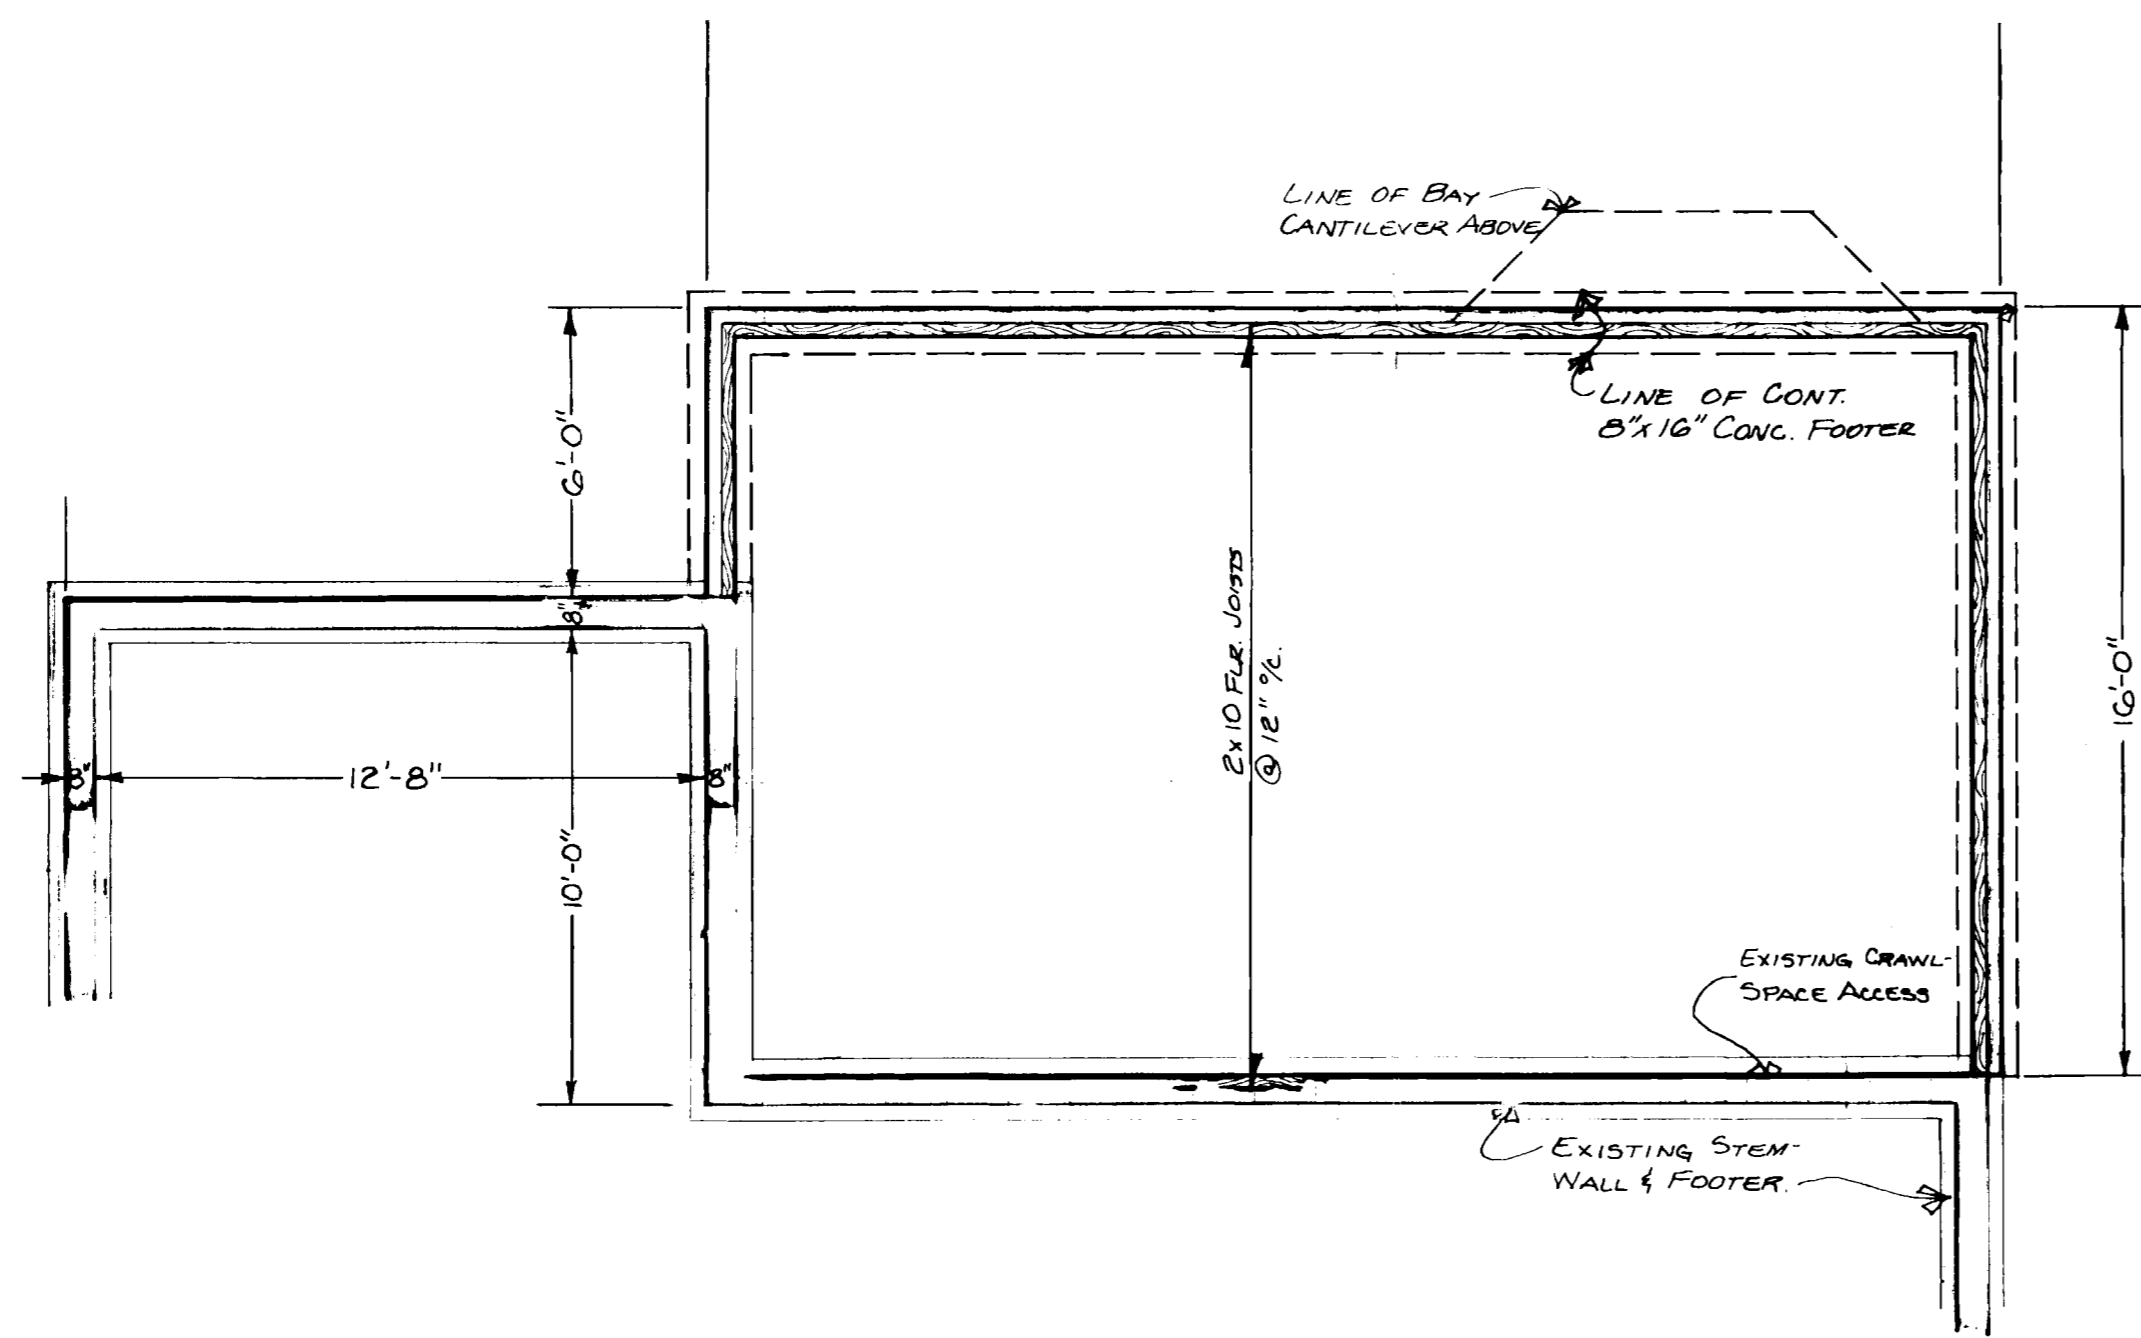 LINE OF BAY
CANTILEVER ABOVE
LINE OF CONT.
8"x16" CONC. FOOTER
6'-0"
8"
10'-0"
8"
12'-8"
8"
2x10 FLR. JOISTS
@ 12" o/c.
16'-0"
EXISTING CRAWL-
SPACE ACCESS
EXISTING STEM-
WALL & FOOTER.